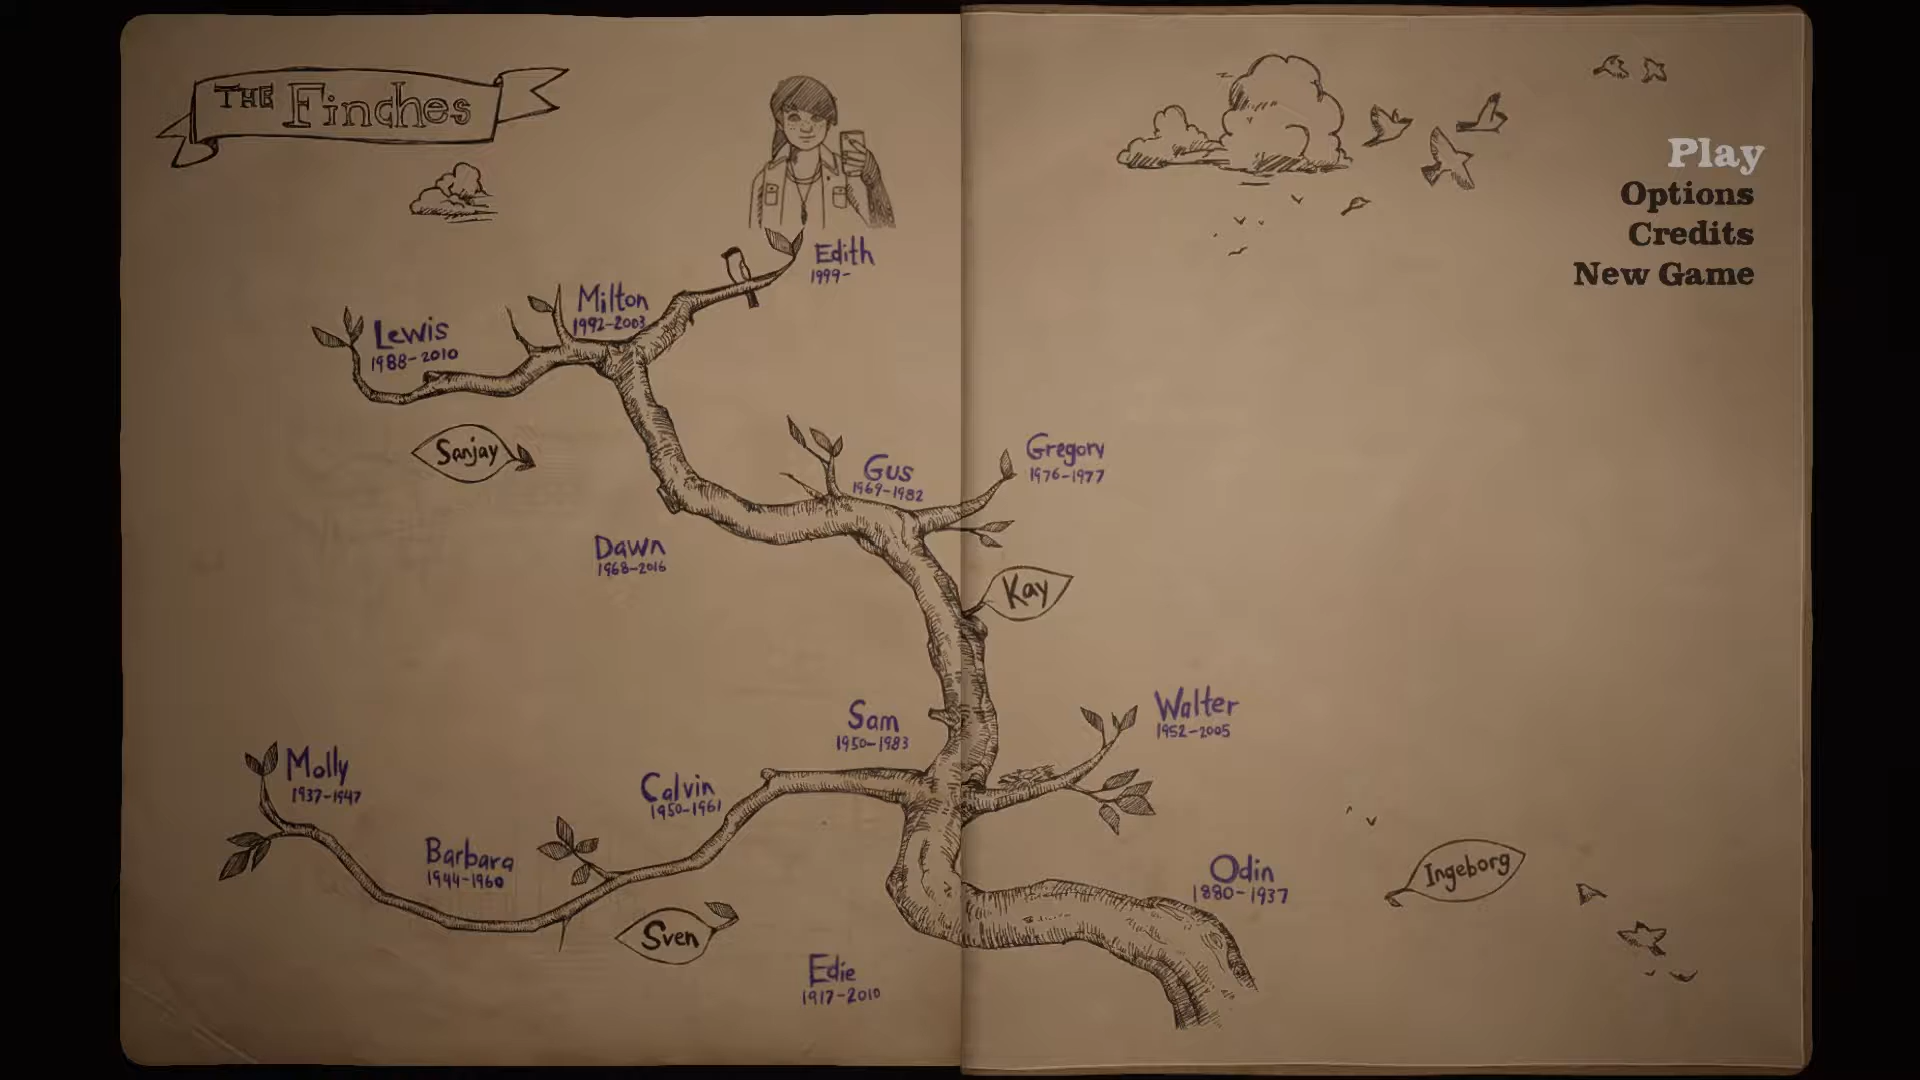 THE Finches
Play
Options
Credits
New Game
Edith
1999-
Milton
1992-2003
Lewis
1988-2010
Sanjay
Gus
1969-1982
Gregory
1976-1977
Dawn
1968-2016
Kay
Sam
1950-1983
Walter
1952-2005
Molly
1937-1947
Calvin
1950-1961
Barbara
1944-1960
Sven
Odin
1880-1937
Ingeborg
Edie
1917-2010